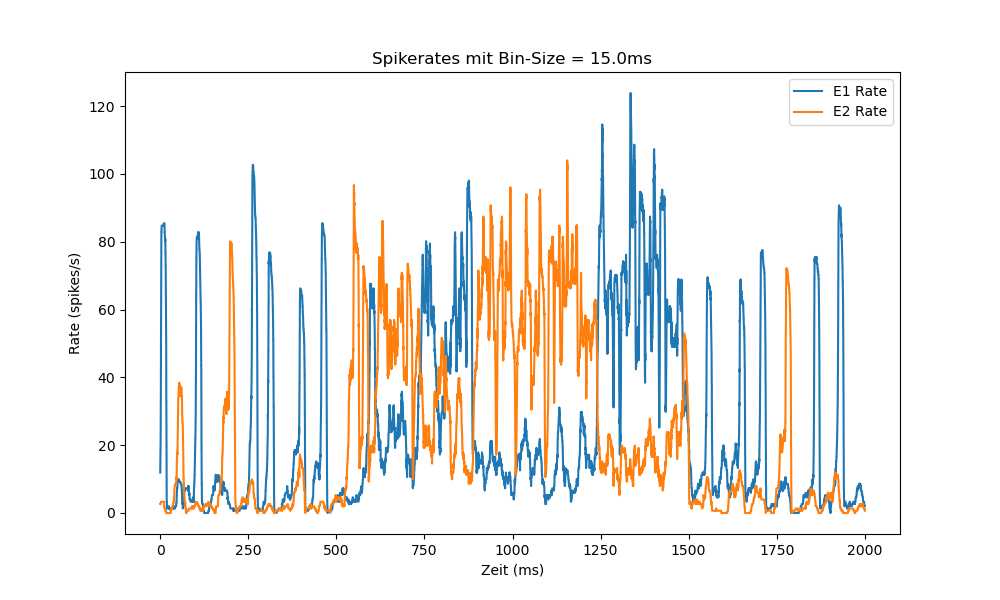 Spikerates mit Bin-Size = 15.0ms
E1 Rate
E2 Rate
Rate (spikes/s)
120
100
80
60
40
20
0
0 250 500 750 1000 1250 1500 1750 2000
Zeit (ms)